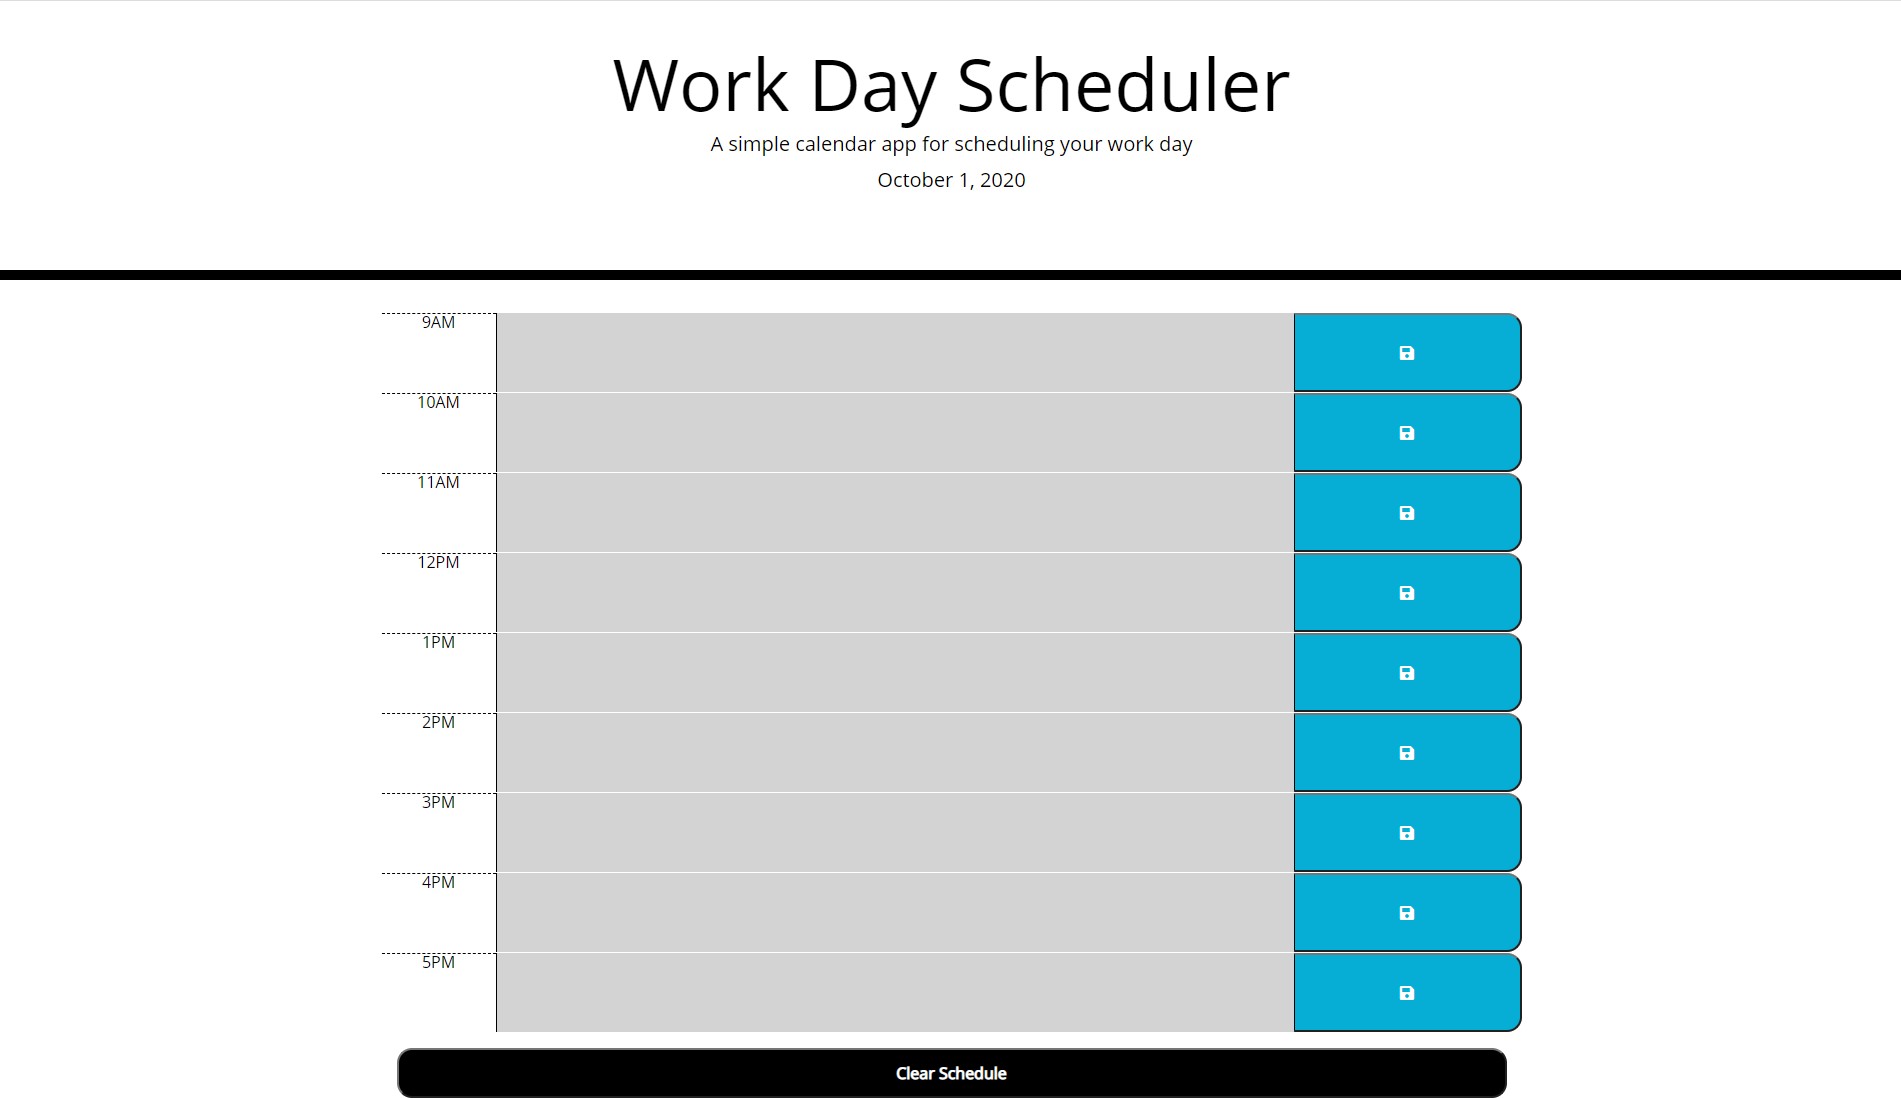 Work Day Scheduler
A simple calendar app for scheduling your work day
October 1, 2020
9AM
10AM
11AM
12PM
1PM
2PM
3PM
4PM
5PM
Clear Schedule